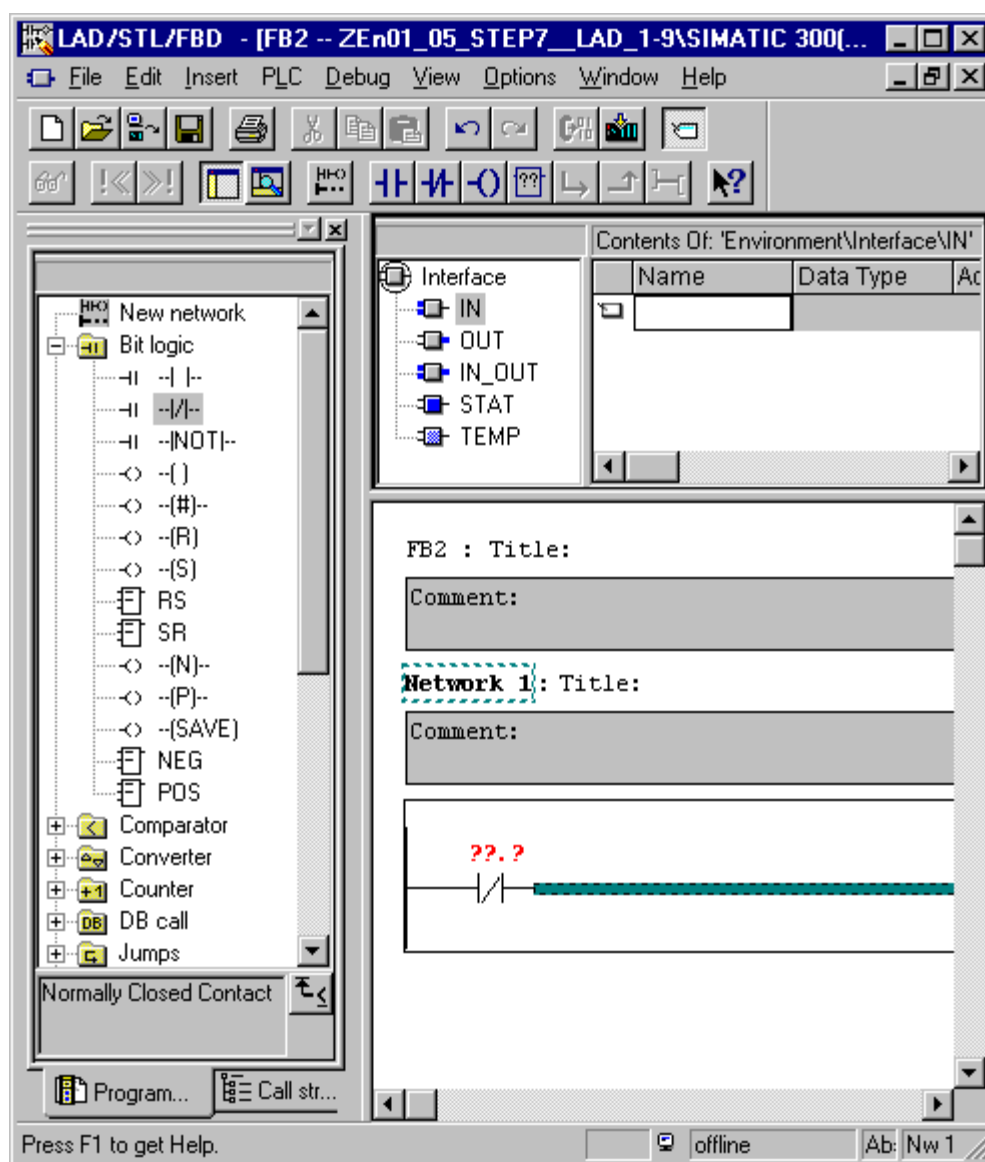 LAD/STL/FBD - [FB2 -- ZEn01_05_STEP7__LAD_1-9\SIMATIC 300(...
File Edit Insert PLC Debug View Options Window Help
New network
Bit logic
--| |--
--|/|--
--|NOT|--
--( )
--(#)--
--(R)
--(S)
RS
SR
--(N)--
--(P)--
--(SAVE)
NEG
POS
Comparator
Converter
Counter
DB call
Jumps
Normally Closed Contact
Program...
Call str...
Interface
IN
OUT
IN_OUT
STAT
TEMP
Contents Of: 'Environment\Interface\IN'
Name Data Type
FB2 : Title:
Comment:
Network 1: Title:
Comment:
??.?
Press F1 to get Help.
offline
Nw 1